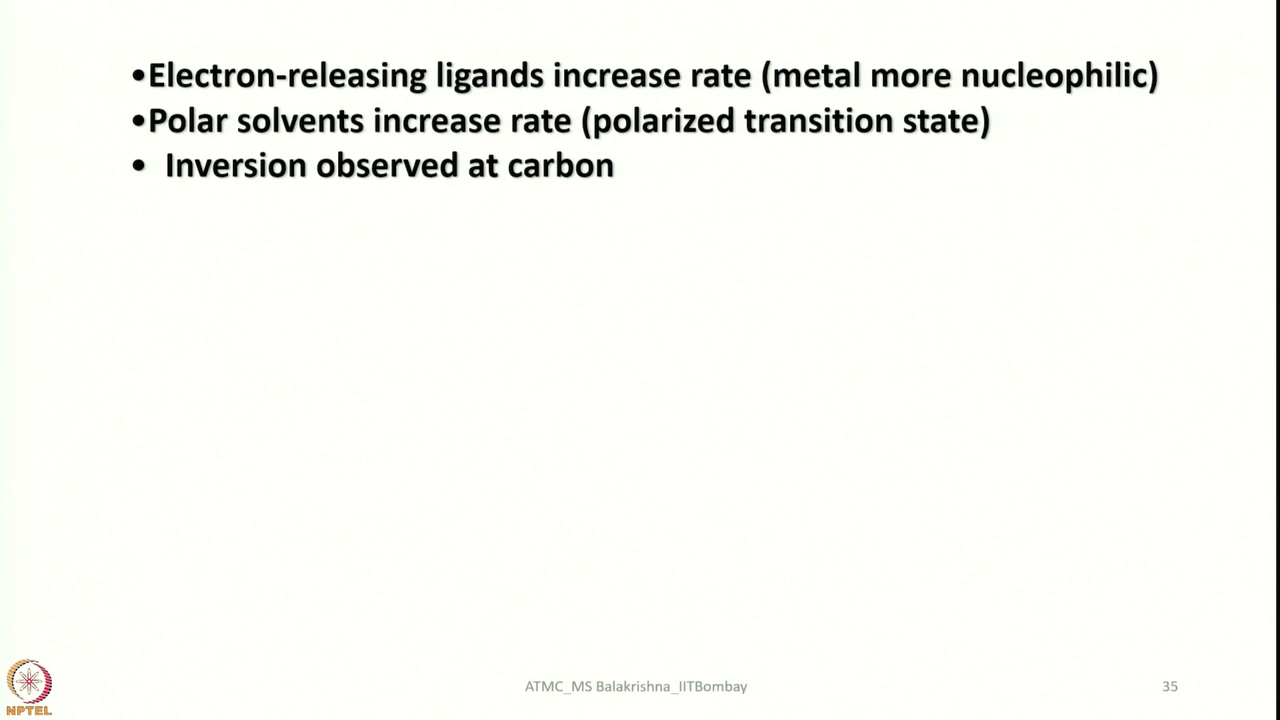 •Electron-releasing ligands increase rate (metal more nucleophilic)
•Polar solvents increase rate (polarized transition state)
• Inversion observed at carbon
NPTEL
ATMC_MS Balakrishna_IITBombay
35